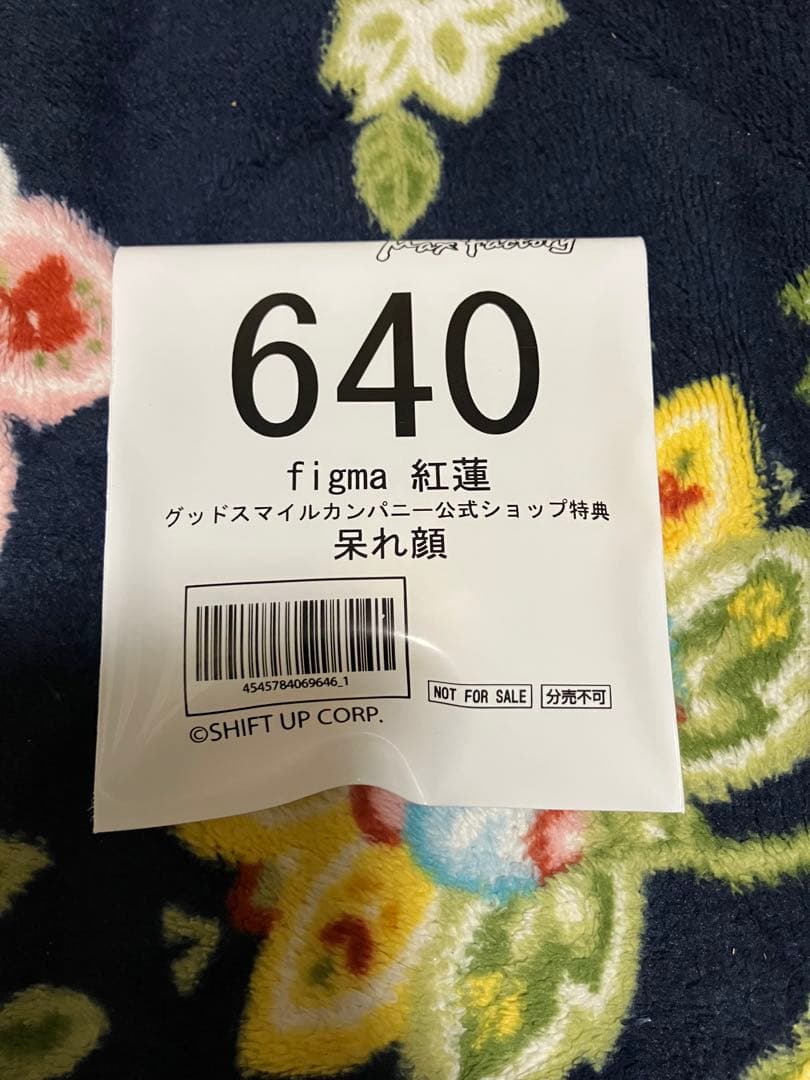 Max Factory
640
figma 紅蓮
グッドスマイルカンパニー公式ショップ特典
呆れ顔
4545784069646_1
NOT FOR SALE 分売不可
©SHIFT UP CORP.